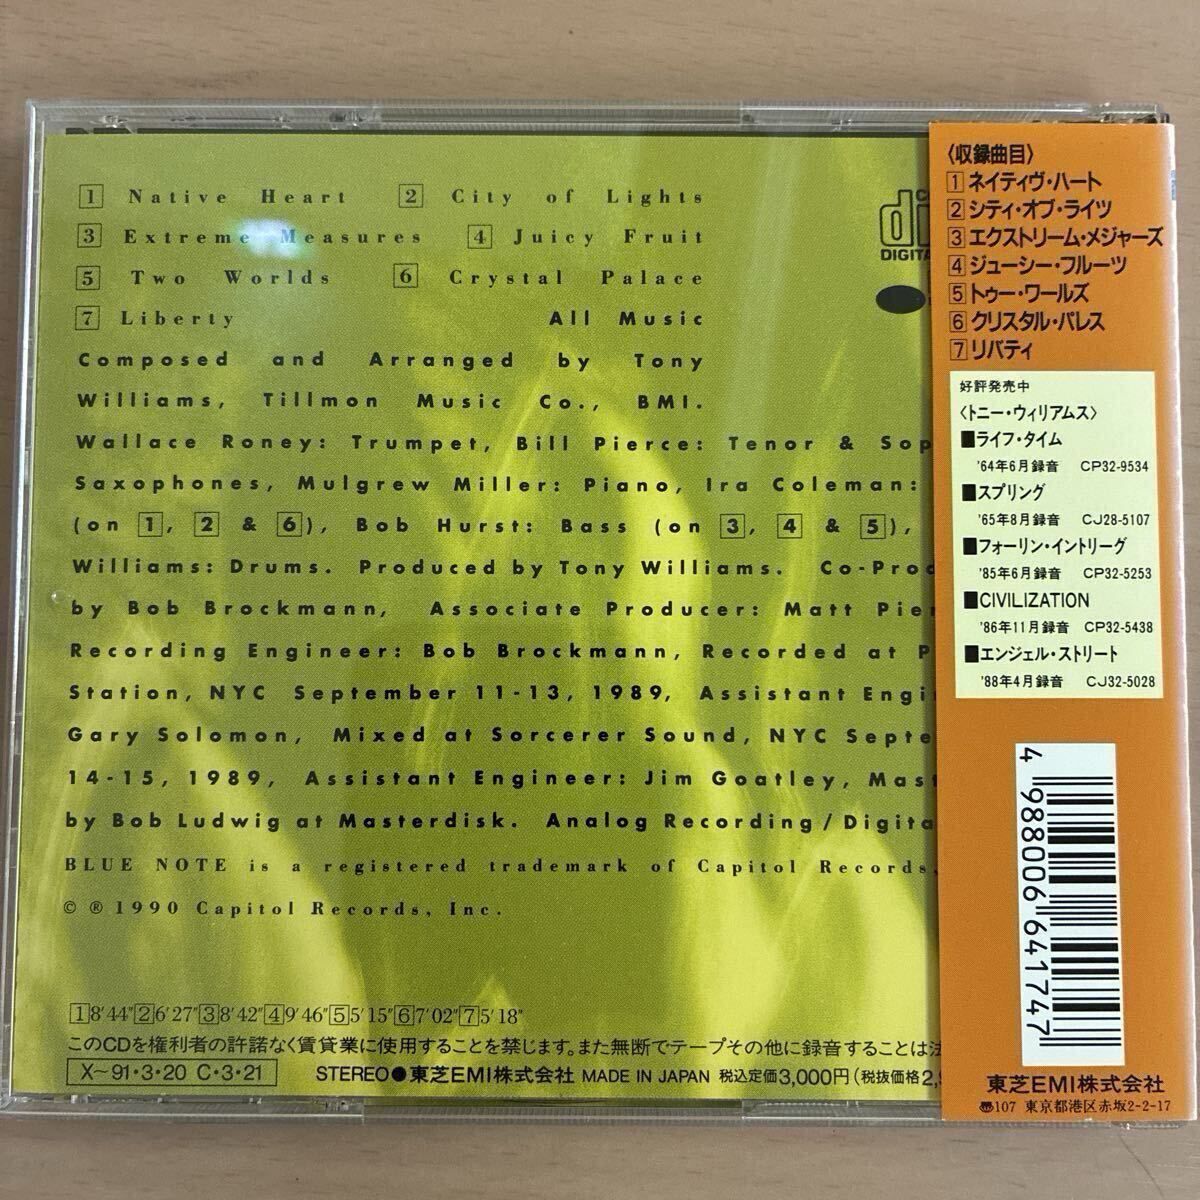 1 Native Heart 2 City of Lights
3 Extreme Measures 4 Juicy Fruit
5 Two Worlds 6 Crystal Palace
7 Liberty All Music
Composed and Arranged by Tony
Williams, Tillmon Music Co., BMI.
Wallace Roney: Trumpet, Bill Pierce: Tenor & Sop
Saxophones, Mulgrew Miller: Piano, Ira Coleman:
(on 1, 2 & 6), Bob Hurst: Bass (on 3, 4 & 5),
Williams: Drums. Produced by Tony Williams. Co-Prod
by Bob Brockmann, Associate Producer: Matt Pier
Recording Engineer: Bob Brockmann, Recorded at P
Station, NYC September 11-13, 1989, Assistant Engi
Gary Solomon, Mixed at Sorcerer Sound, NYC Septe
14-15, 1989, Assistant Engineer: Jim Goatley, Mast
by Bob Ludwig at Masterdisk. Analog Recording/Digita
BLUE NOTE is a registered trademark of Capitol Records,
© ® 1990 Capitol Records, Inc.
1 8'44" 2 6'27" 3 8'42" 4 9'46" 5 5'15" 6 7'02" 7 5'18"
このCDを権利者の許諾なく賃貸業に使用することを禁じます。また無断でテープその他に録音することは法
X〜91・3・20 C・3・21 STEREO●東芝EMI株式会社 MADE IN JAPAN 税込定価3,000円(税抜価格2,9
DIGITA
〈収録曲目〉
1 ネイティヴ・ハート
2 シティ・オブ・ライツ
3 エクストリーム・メジャーズ
4 ジューシー・フルーツ
5 トゥー・ワールズ
6 クリスタル・パレス
7 リバティ
好評発売中
〈トニー・ウィリアムス〉
■ライフ・タイム
'64年6月録音 CP32-9534
■スプリング
'65年8月録音 CJ28-5107
■フォーリン・イントリーグ
'85年6月録音 CP32-5253
■CIVILIZATION
'86年11月録音 CP32-5438
■エンジェル・ストリート
'88年4月録音 CJ32-5028
4 988006 641747
東芝EMI株式会社
〠107 東京都港区赤坂2-2-17